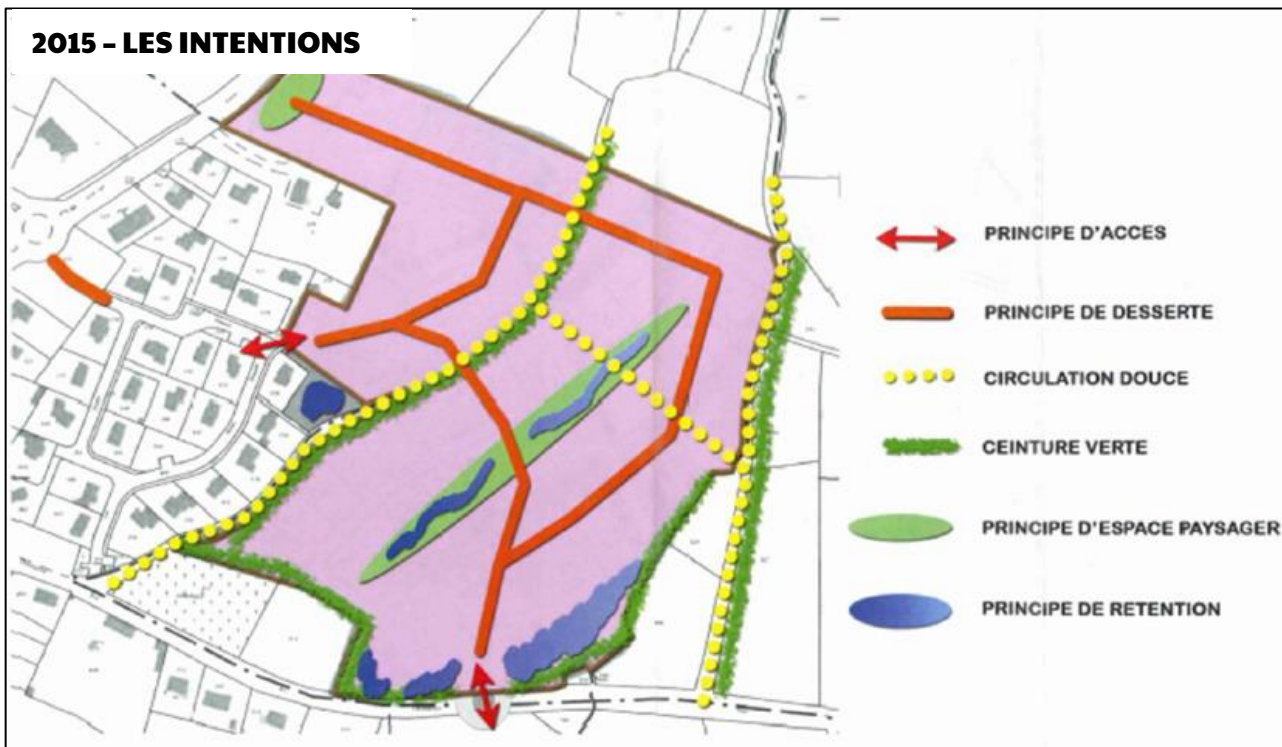 2015 – LES INTENTIONS
PRINCIPE D'ACCES
PRINCIPE DE DESSERTE
CIRCULATION DOUCE
CEINTURE VERTE
PRINCIPE D'ESPACE PAYSAGER
PRINCIPE DE RETENTION